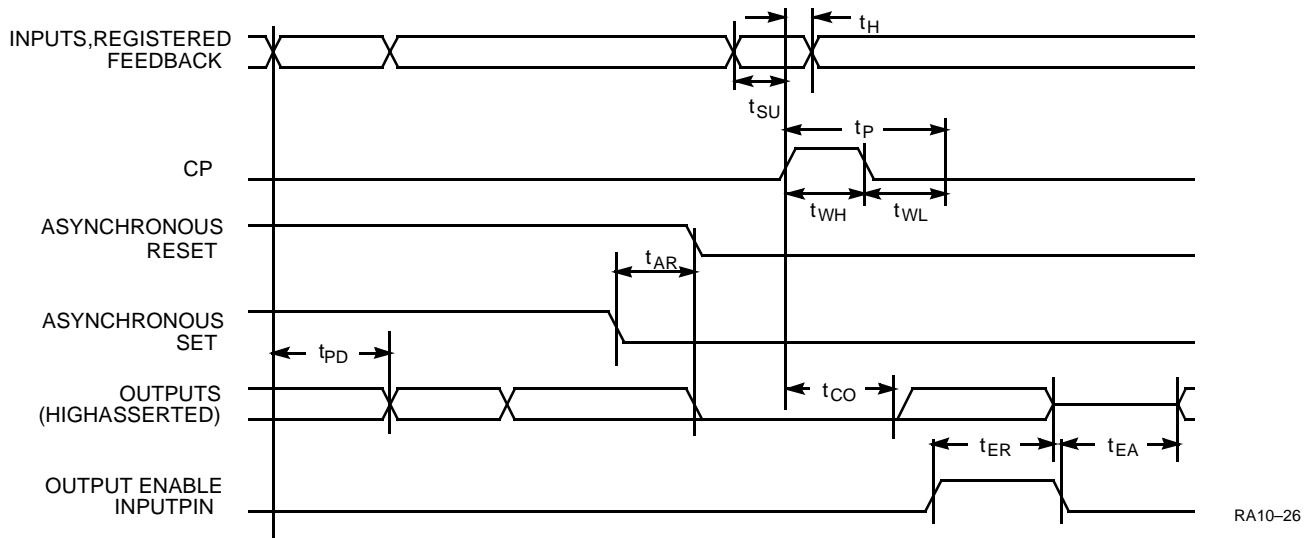 INPUTS,REGISTERED
FEEDBACK
tH
tSU
tP
CP
tWH
tWL
ASYNCHRONOUS
RESET
tAR
ASYNCHRONOUS
SET
tPD
OUTPUTS
(HIGHASSERTED)
tCO
tER
tEA
OUTPUT ENABLE
INPUTPIN
RA10–26